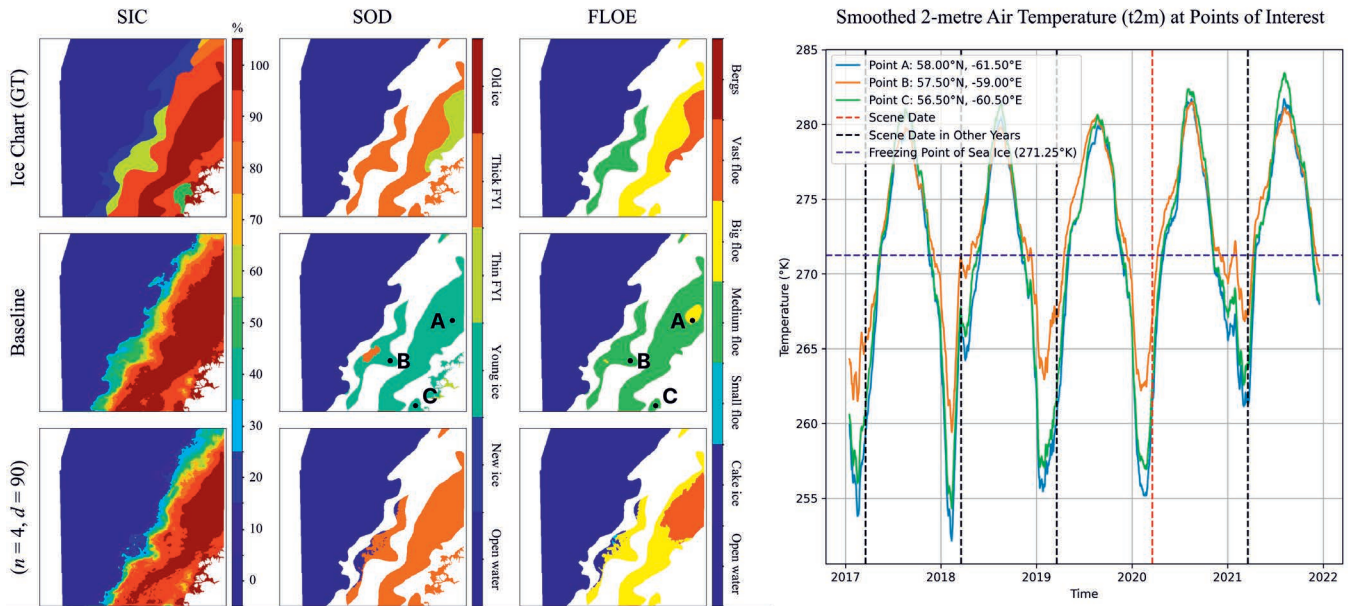 SIC
SOD
FLOE
Ice Chart (GT)
Baseline
(n = 4, d = 90)
%
100
90
80
70
60
50
40
30
20
10
0
Old ice
Thick FYI
Thin FYI
Young ice
New ice
Open water
Bergs
Vast floe
Big floe
Medium floe
Small floe
Cake ice
Open water
A
B
C
A
B
C
Smoothed 2-metre Air Temperature (t2m) at Points of Interest
Point A: 58.00°N, -61.50°E
Point B: 57.50°N, -59.00°E
Point C: 56.50°N, -60.50°E
Scene Date
Scene Date in Other Years
Freezing Point of Sea Ice (271.25°K)
Temperature (°K)
285
280
275
270
265
260
255
2017
2018
2019
2020
2021
2022
Time